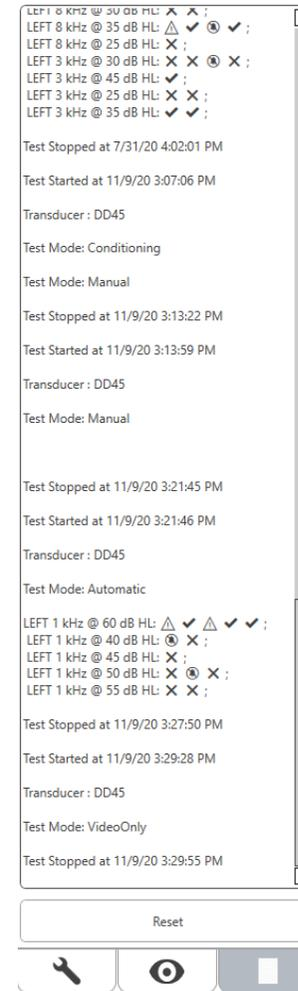 LEFT 8 kHz @ 30 dB HL: ✕ ✕ ;
LEFT 8 kHz @ 35 dB HL: ⚠ ✔ 🔕 ✔ ;
LEFT 8 kHz @ 25 dB HL: ✕ ;
LEFT 3 kHz @ 30 dB HL: ✕ ✕ 🔕 ✕ ;
LEFT 3 kHz @ 45 dB HL: ✔ ;
LEFT 3 kHz @ 25 dB HL: ✕ ✕ ;
LEFT 3 kHz @ 35 dB HL: ✔ ✔ ;
Test Stopped at 7/31/20 4:02:01 PM
Test Started at 11/9/20 3:07:06 PM
Transducer : DD45
Test Mode: Conditioning
Test Mode: Manual
Test Stopped at 11/9/20 3:13:22 PM
Test Started at 11/9/20 3:13:59 PM
Transducer : DD45
Test Mode: Manual
Test Stopped at 11/9/20 3:21:45 PM
Test Started at 11/9/20 3:21:46 PM
Transducer : DD45
Test Mode: Automatic
LEFT 1 kHz @ 60 dB HL: ⚠ ✔ ⚠ ✔ ✔ ;
LEFT 1 kHz @ 40 dB HL: 🔕 ✕ ;
LEFT 1 kHz @ 45 dB HL: ✕ ;
LEFT 1 kHz @ 50 dB HL: ✕ 🔕 ✕ ;
LEFT 1 kHz @ 55 dB HL: ✕ ✕ ;
Test Stopped at 11/9/20 3:27:50 PM
Test Started at 11/9/20 3:29:28 PM
Transducer : DD45
Test Mode: VideoOnly
Test Stopped at 11/9/20 3:29:55 PM
Reset